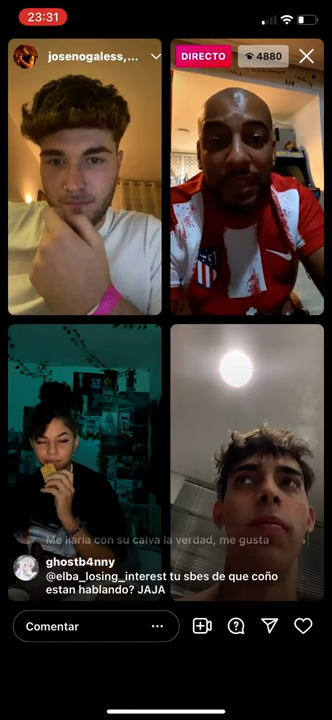 23:31
josenogaless,...
DIRECTO
4880
Me liaría con su calva la verdad, me gusta
ghostb4nny
@elba_losing_interest tu sbes de que coño
estan hablando? JAJA
Comentar